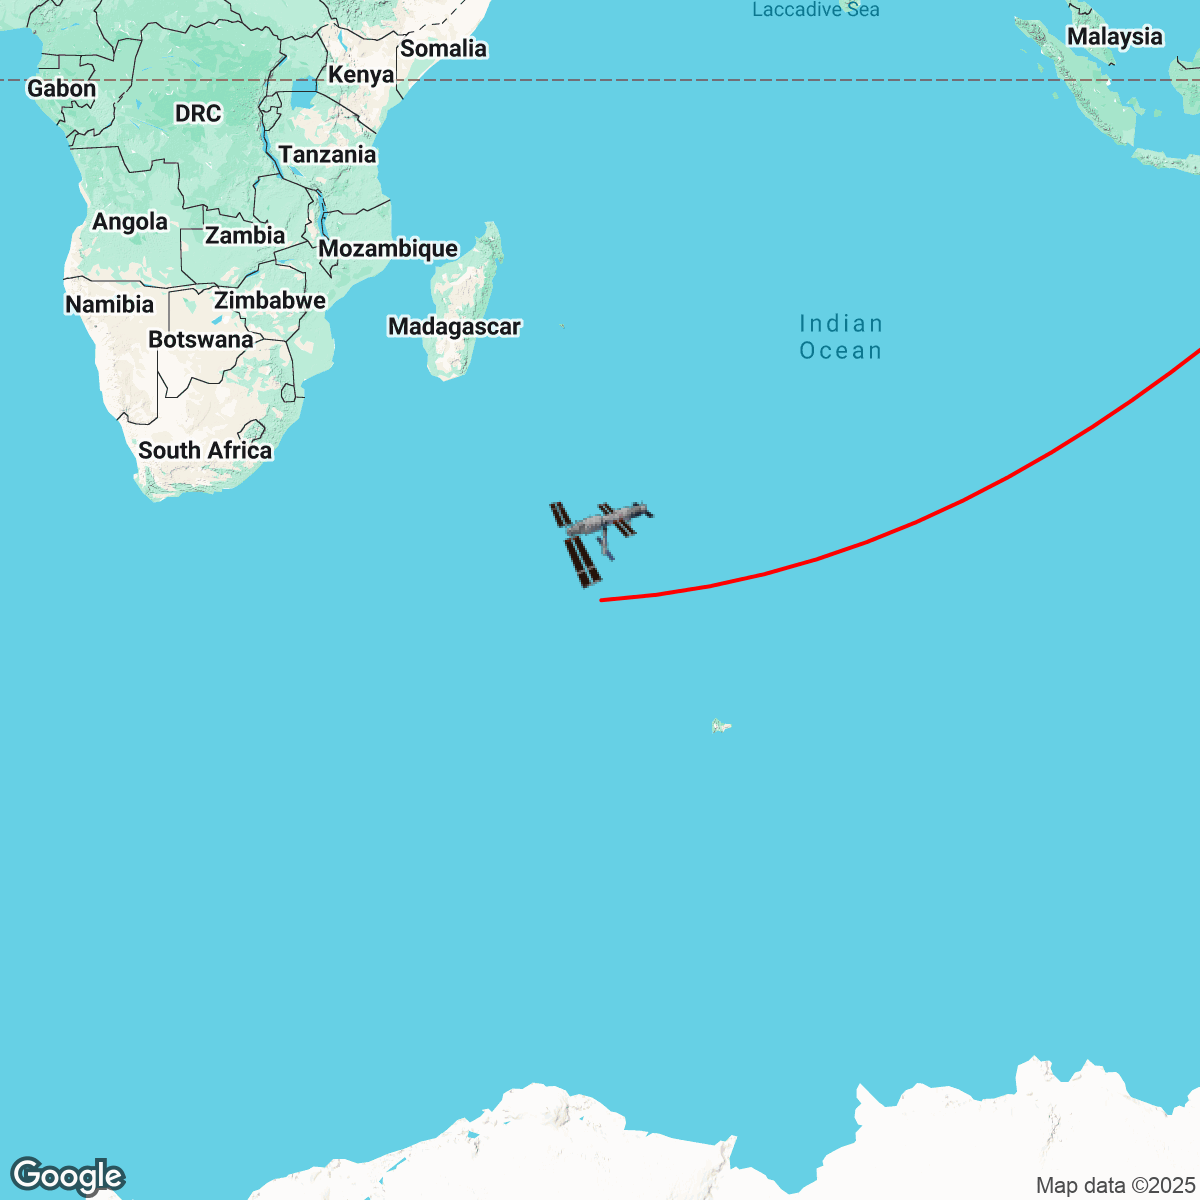 Laccadive Sea
Malaysia
Somalia
Kenya
Gabon
DRC
Tanzania
Angola
Zambia
Mozambique
Namibia
Zimbabwe
Madagascar
Botswana
Indian
Ocean
South Africa
Google
Map data ©2025